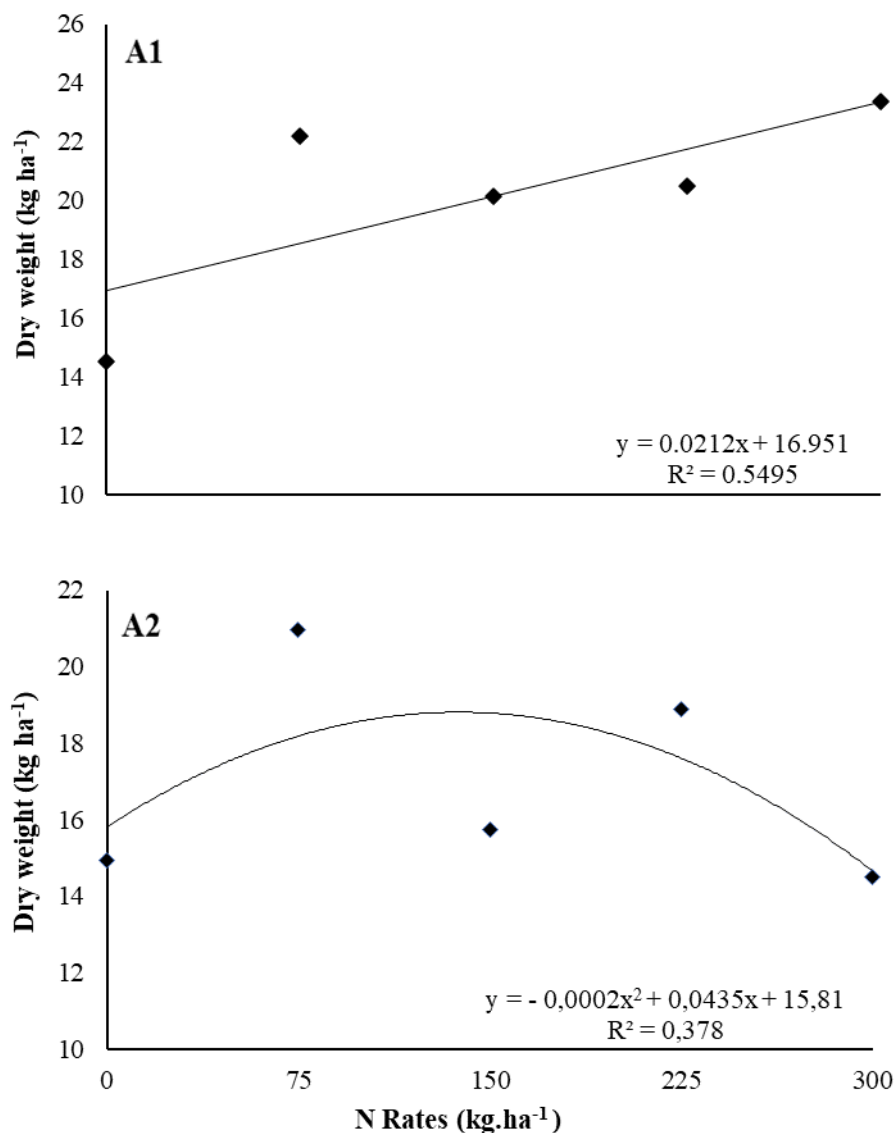 26
A1
24
22
20
18
16
14
12
10
Dry weight (kg ha⁻¹)
y = 0.0212x + 16.951
R² = 0.5495
22
A2
20
18
16
14
12
10
Dry weight (kg ha⁻¹)
y = - 0,0002x² + 0,0435x + 15,81
R² = 0,378
0 75 150 225 300
N Rates (kg.ha⁻¹)